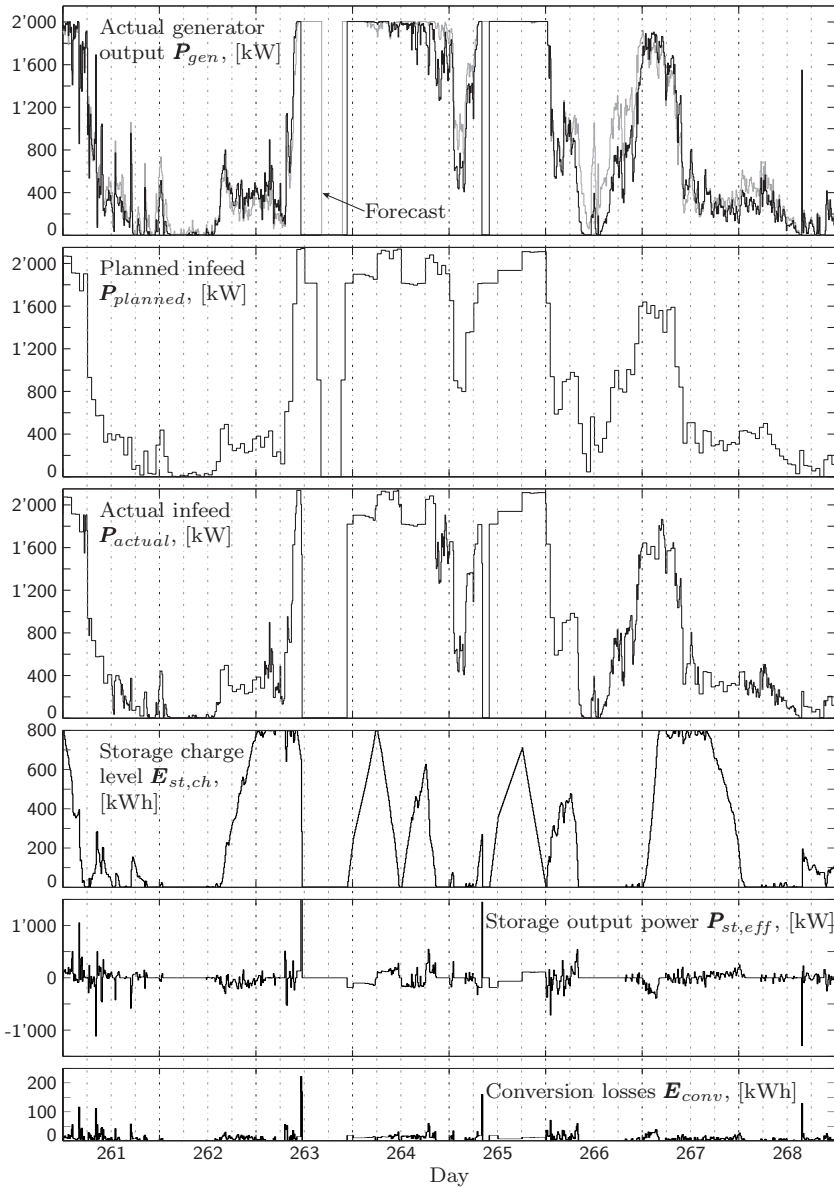 2'000
1'600
1'200
800
400
0
Actual generator
output P_gen, [kW]
Forecast
2'000
1'600
1'200
800
400
0
Planned infeed
P_planned, [kW]
2'000
1'600
1'200
800
400
0
Actual infeed
P_actual, [kW]
800
600
400
200
0
Storage charge
level E_st,ch,
[kWh]
1'000
0
-1'000
Storage output power P_st,eff, [kW]
200
100
0
Conversion losses E_conv, [kWh]
261 262 263 264 265 266 267 268
Day